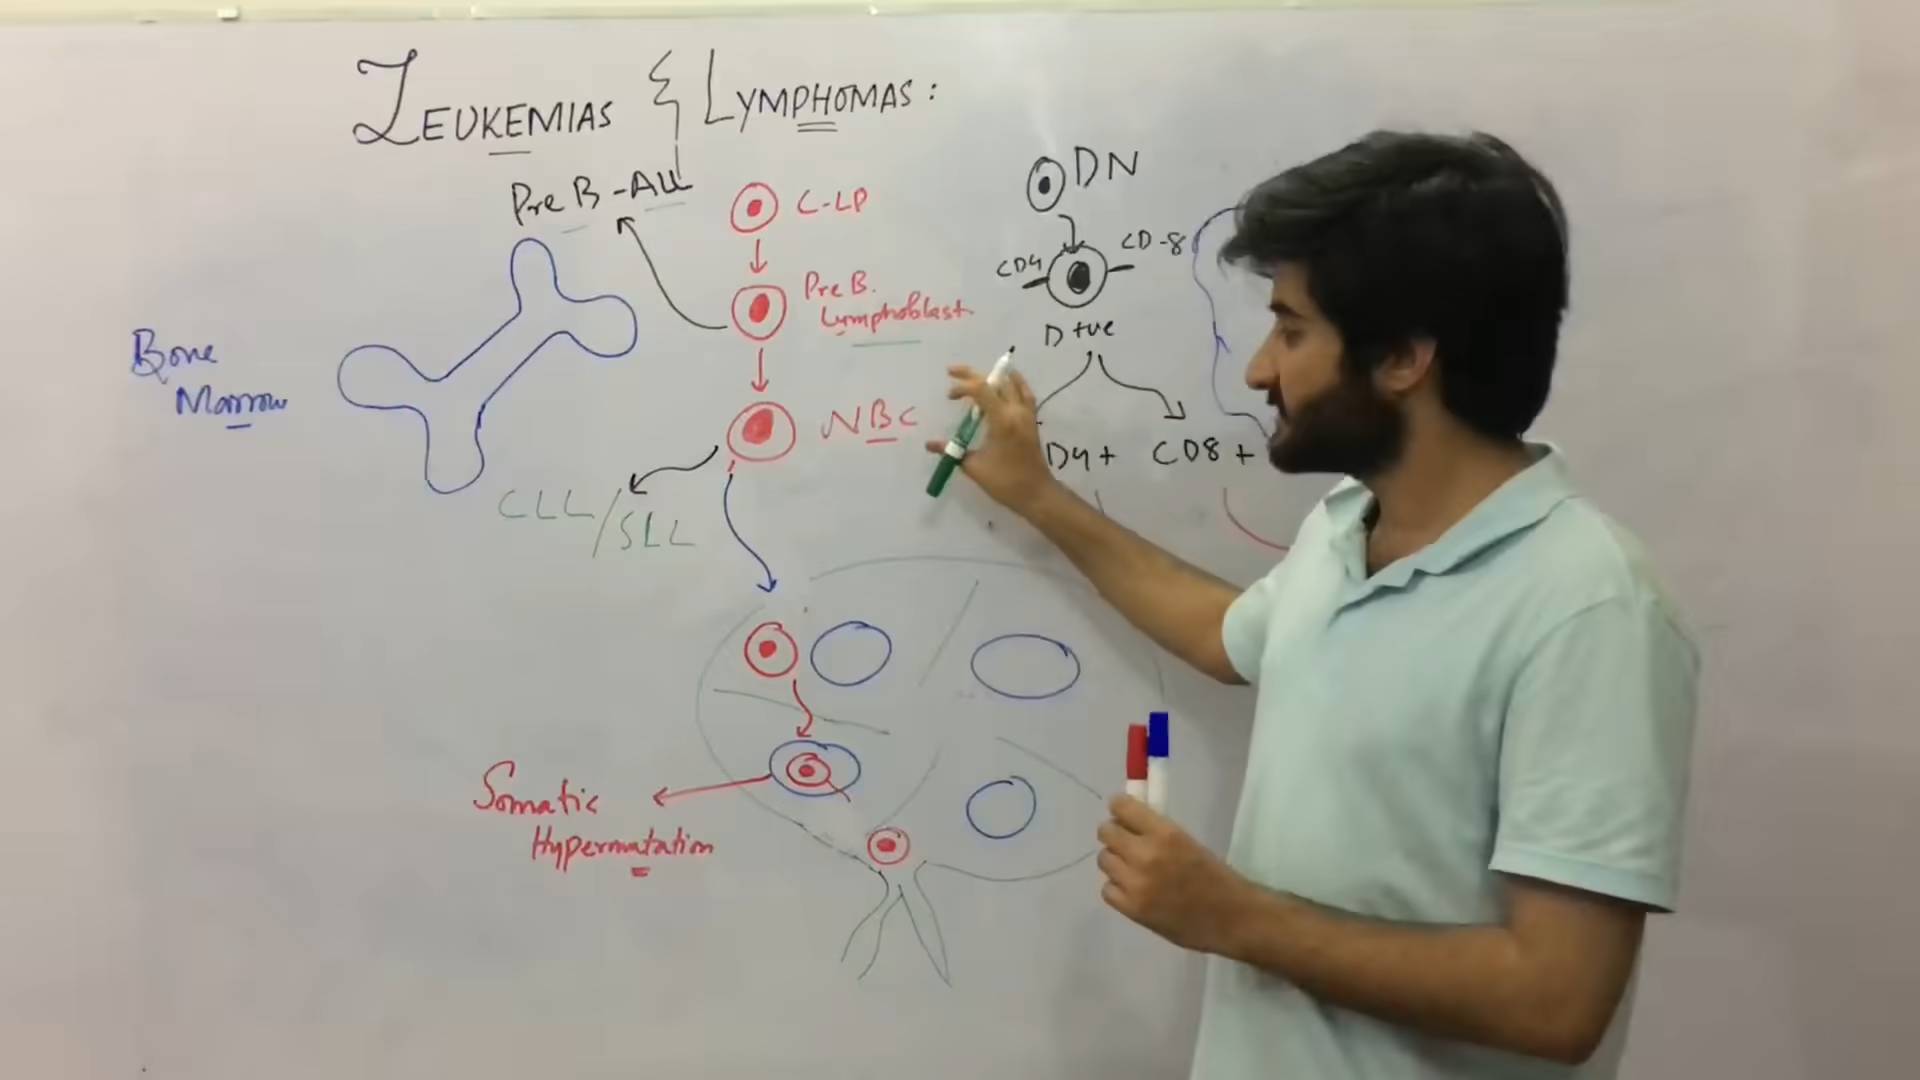 LEUKEMIAS & LYMPHOMAS:
Pre B-ALL
C-LP
Pre B.
Lymphoblast
NBC
Bone
Marrow
CLL/SLL
Somatic
Hypermutation
DN
CD4
CD-8
D +ve
D4+
CD8+